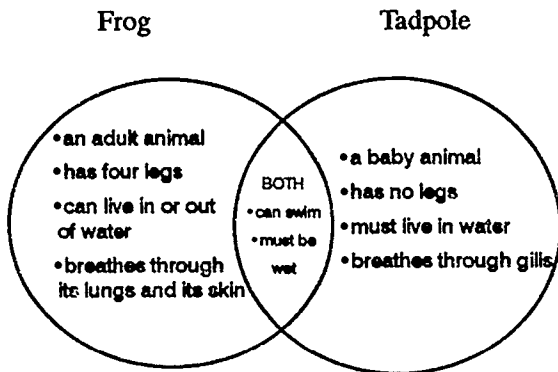 Frog
Tadpole
•an adult animal
•has four legs
•can live in or out
of water
•breathes through
its lungs and its skin
BOTH
•can swim
•must be
wet
•a baby animal
•has no legs
•must live in water
•breathes through gills